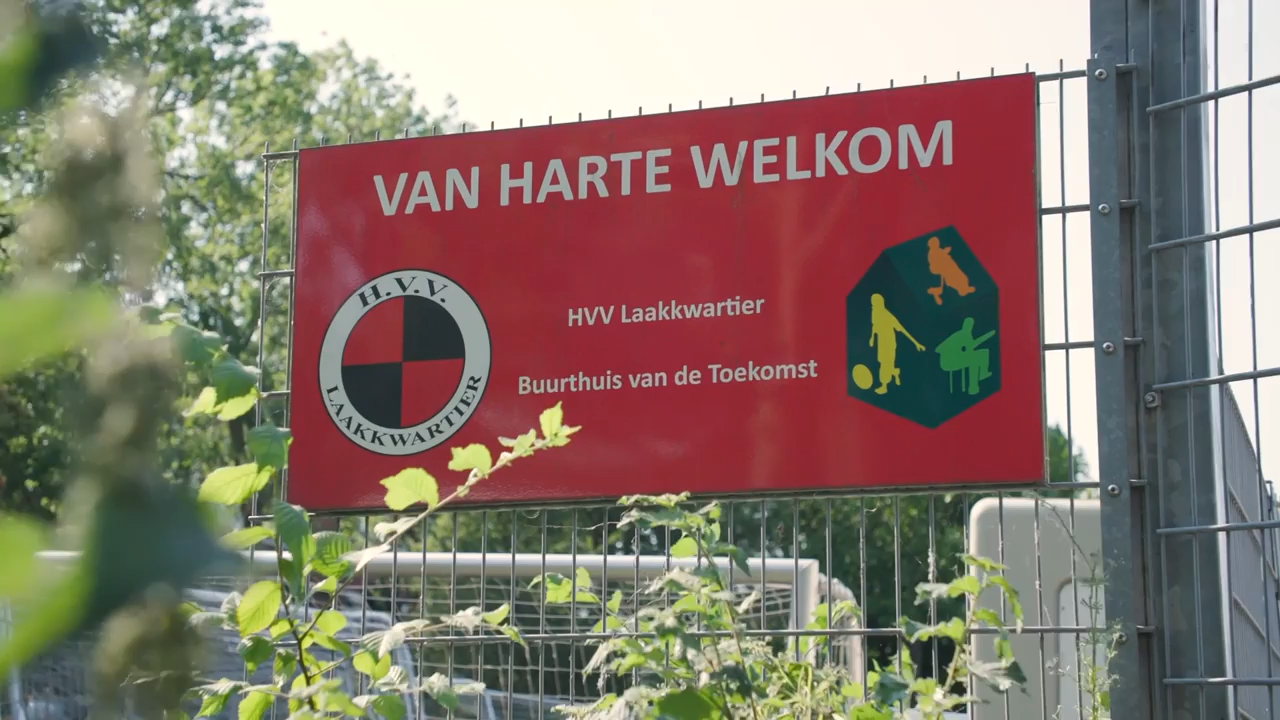 VAN HARTE WELKOM
H.V.V.
LAAKKWARTIER
HVV Laakkwartier
Buurthuis van de Toekomst